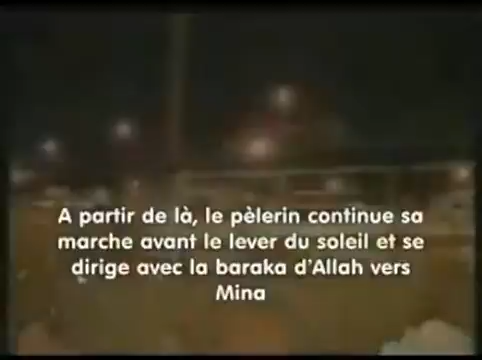 A partir de là, le pèlerin continue sa
marche avant le lever du soleil et se
dirige avec la baraka d'Allah vers
Mina